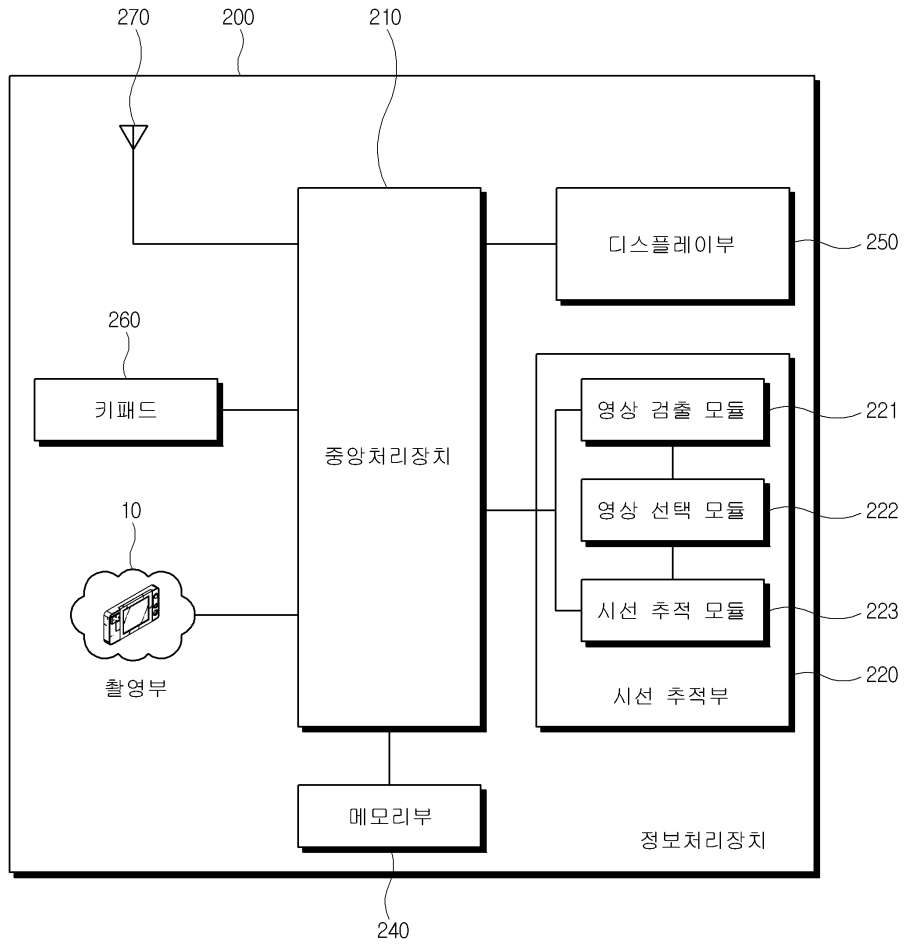 270
200
210
디스플레이부
250
260
키패드
중앙처리장치
영상 검출 모듈
221
영상 선택 모듈
222
시선 추적 모듈
223
10
촬영부
시선 추적부
220
메모리부
정보처리장치
240